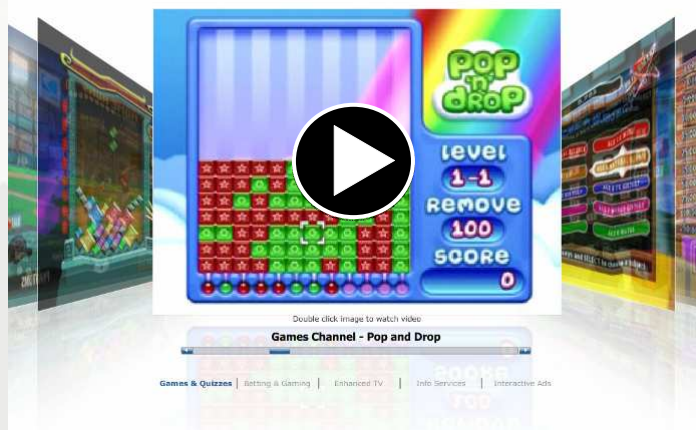 POP
'n'
DROP
LEVEL
1-1
REMOVE
100
SCORE
0
Double click image to watch video
Games Channel - Pop and Drop
Games & Quizzes | Betting & Gaming | Enhanced TV | Info Services | Interactive Ads